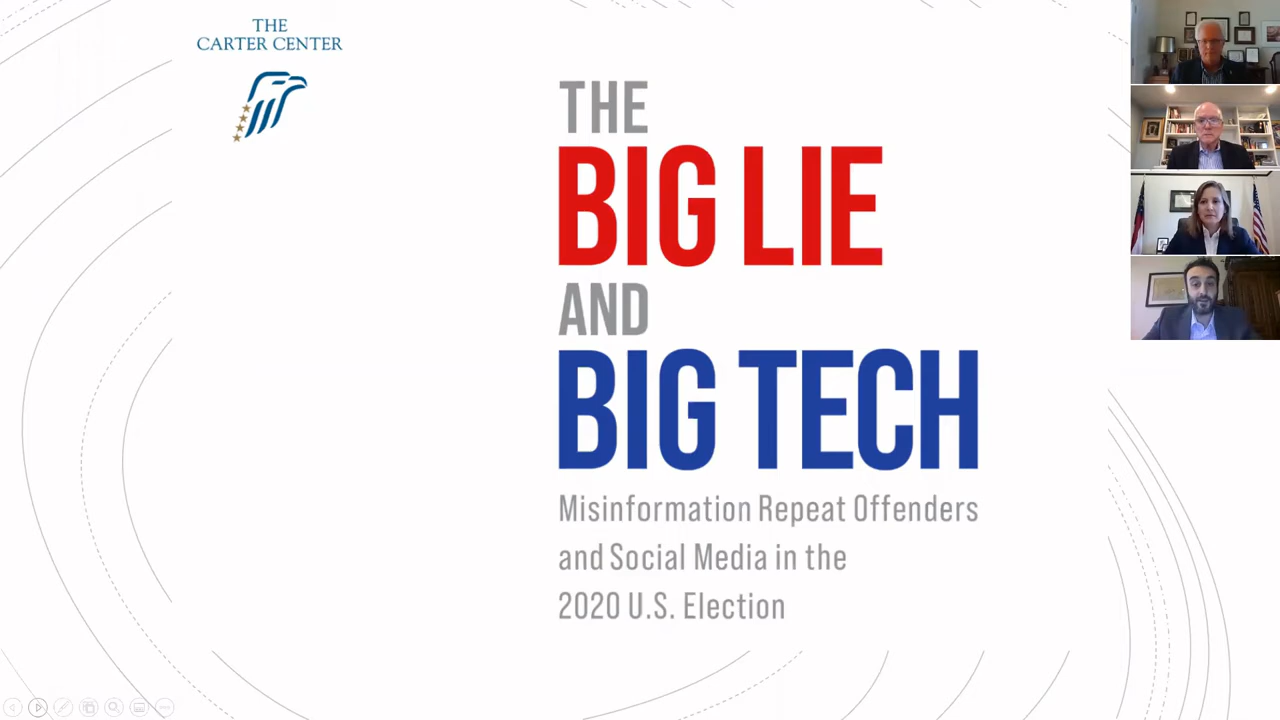 THE
CARTER CENTER
THE
BIG LIE
AND
BIG TECH
Misinformation Repeat Offenders
and Social Media in the
2020 U.S. Election